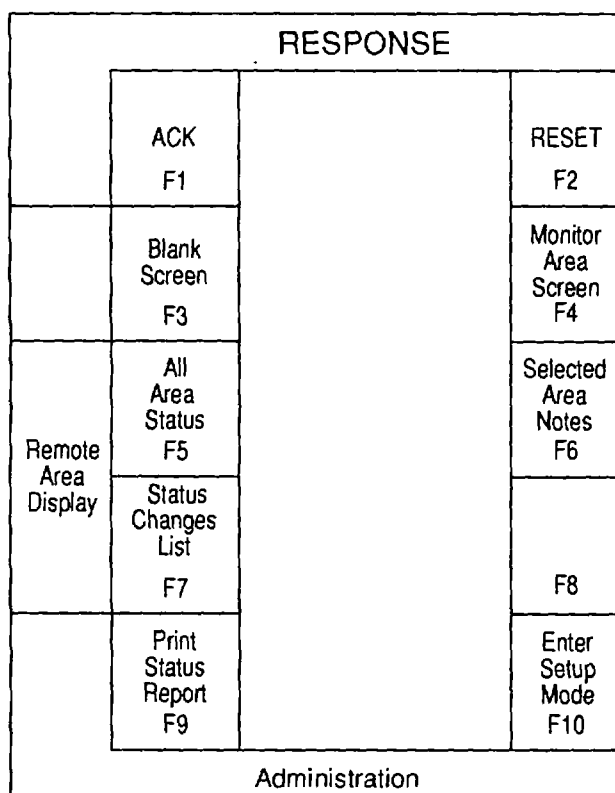 RESPONSE
ACK
F1
RESET
F2
Blank
Screen
F3
Monitor
Area
Screen
F4
Remote
Area
Display
All
Area
Status
F5
Selected
Area
Notes
F6
Status
Changes
List
F7
F8
Print
Status
Report
F9
Enter
Setup
Mode
F10
Administration